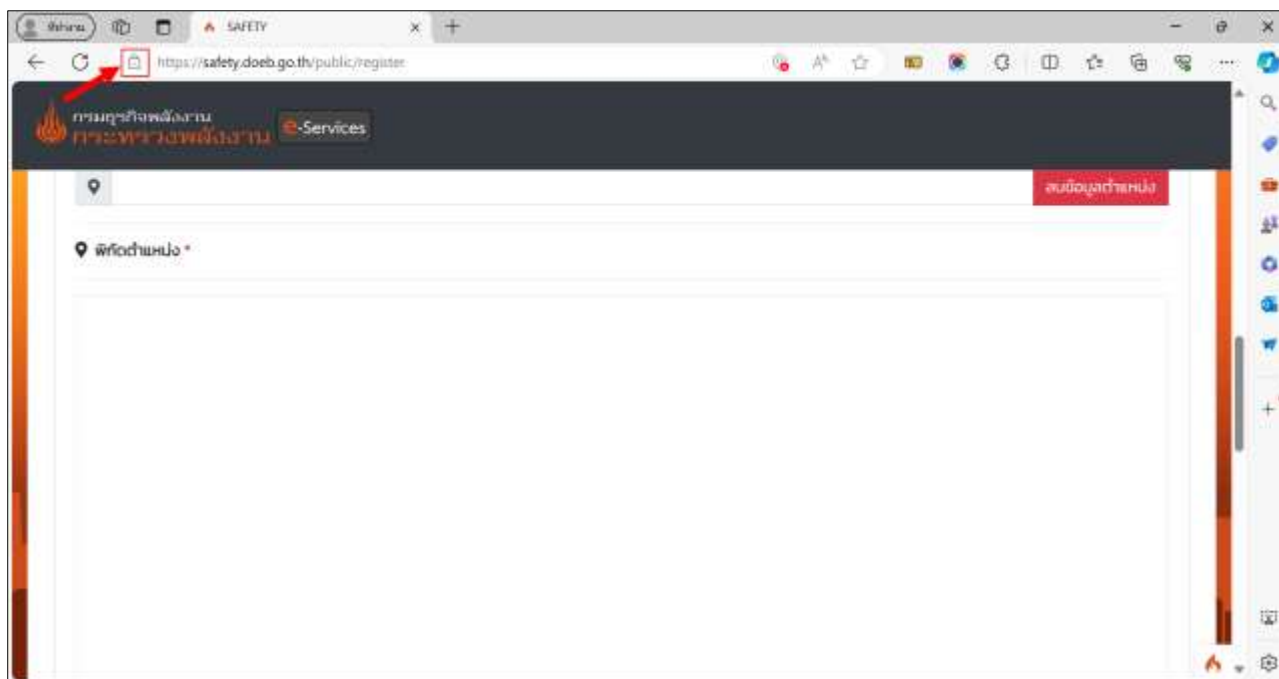 SAFETY
https://safety.doeb.go.th/public/register
กรมธุรกิจพลังงาน
กระทรวงพลังงาน
e-Services
ลบข้อมูลตำแหน่ง
พิกัดตำแหน่ง *